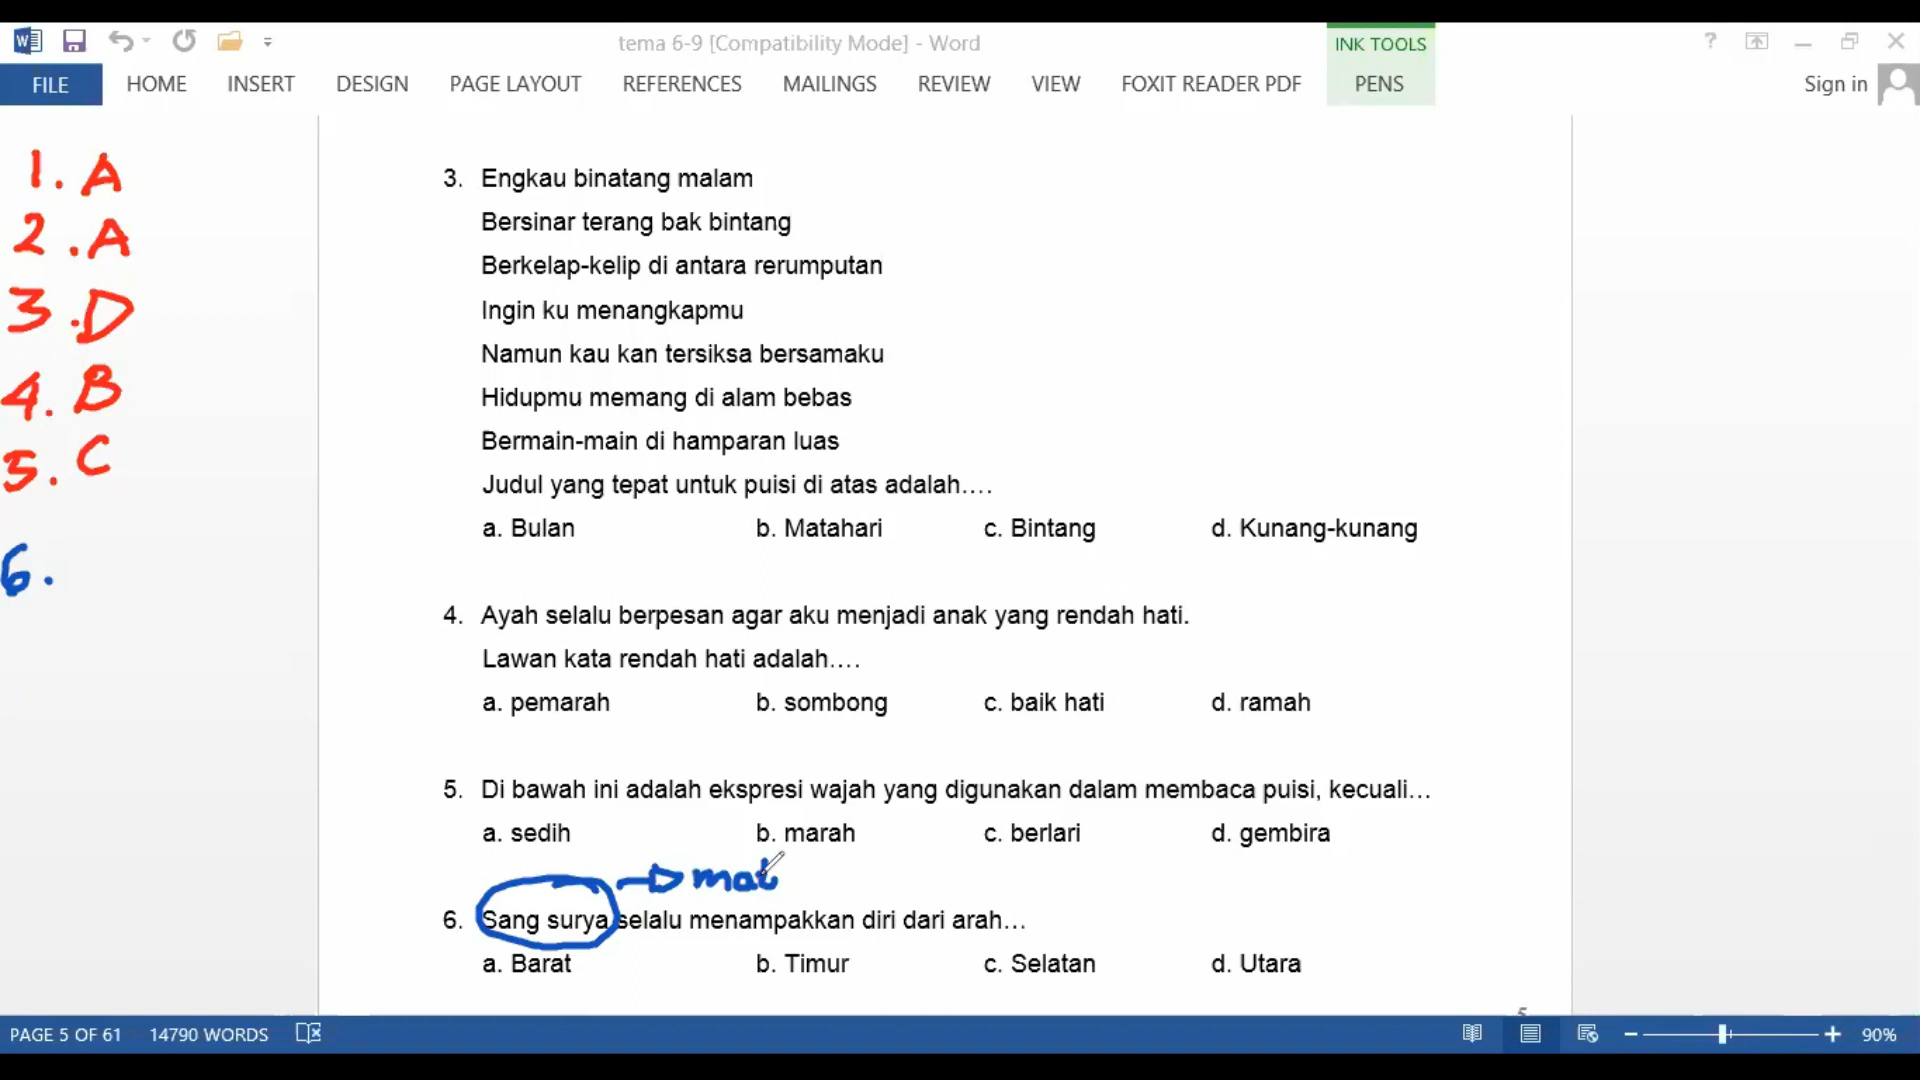 tema 6-9 [Compatibility Mode] - Word
INK TOOLS
?
FILE
HOME
INSERT
DESIGN
PAGE LAYOUT
REFERENCES
MAILINGS
REVIEW
VIEW
FOXIT READER PDF
PENS
Sign in
1. A
2. A
3. D
4. B
5. C
6.
3. Engkau binatang malam
Bersinar terang bak bintang
Berkelap-kelip di antara rerumputan
Ingin ku menangkapmu
Namun kau kan tersiksa bersamaku
Hidupmu memang di alam bebas
Bermain-main di hamparan luas
Judul yang tepat untuk puisi di atas adalah....
a. Bulan b. Matahari c. Bintang d. Kunang-kunang
4. Ayah selalu berpesan agar aku menjadi anak yang rendah hati.
Lawan kata rendah hati adalah....
a. pemarah b. sombong c. baik hati d. ramah
5. Di bawah ini adalah ekspresi wajah yang digunakan dalam membaca puisi, kecuali...
a. sedih b. marah c. berlari d. gembira
mat
6. Sang surya selalu menampakkan diri dari arah...
a. Barat b. Timur c. Selatan d. Utara
5
PAGE 5 OF 61 14790 WORDS
90%